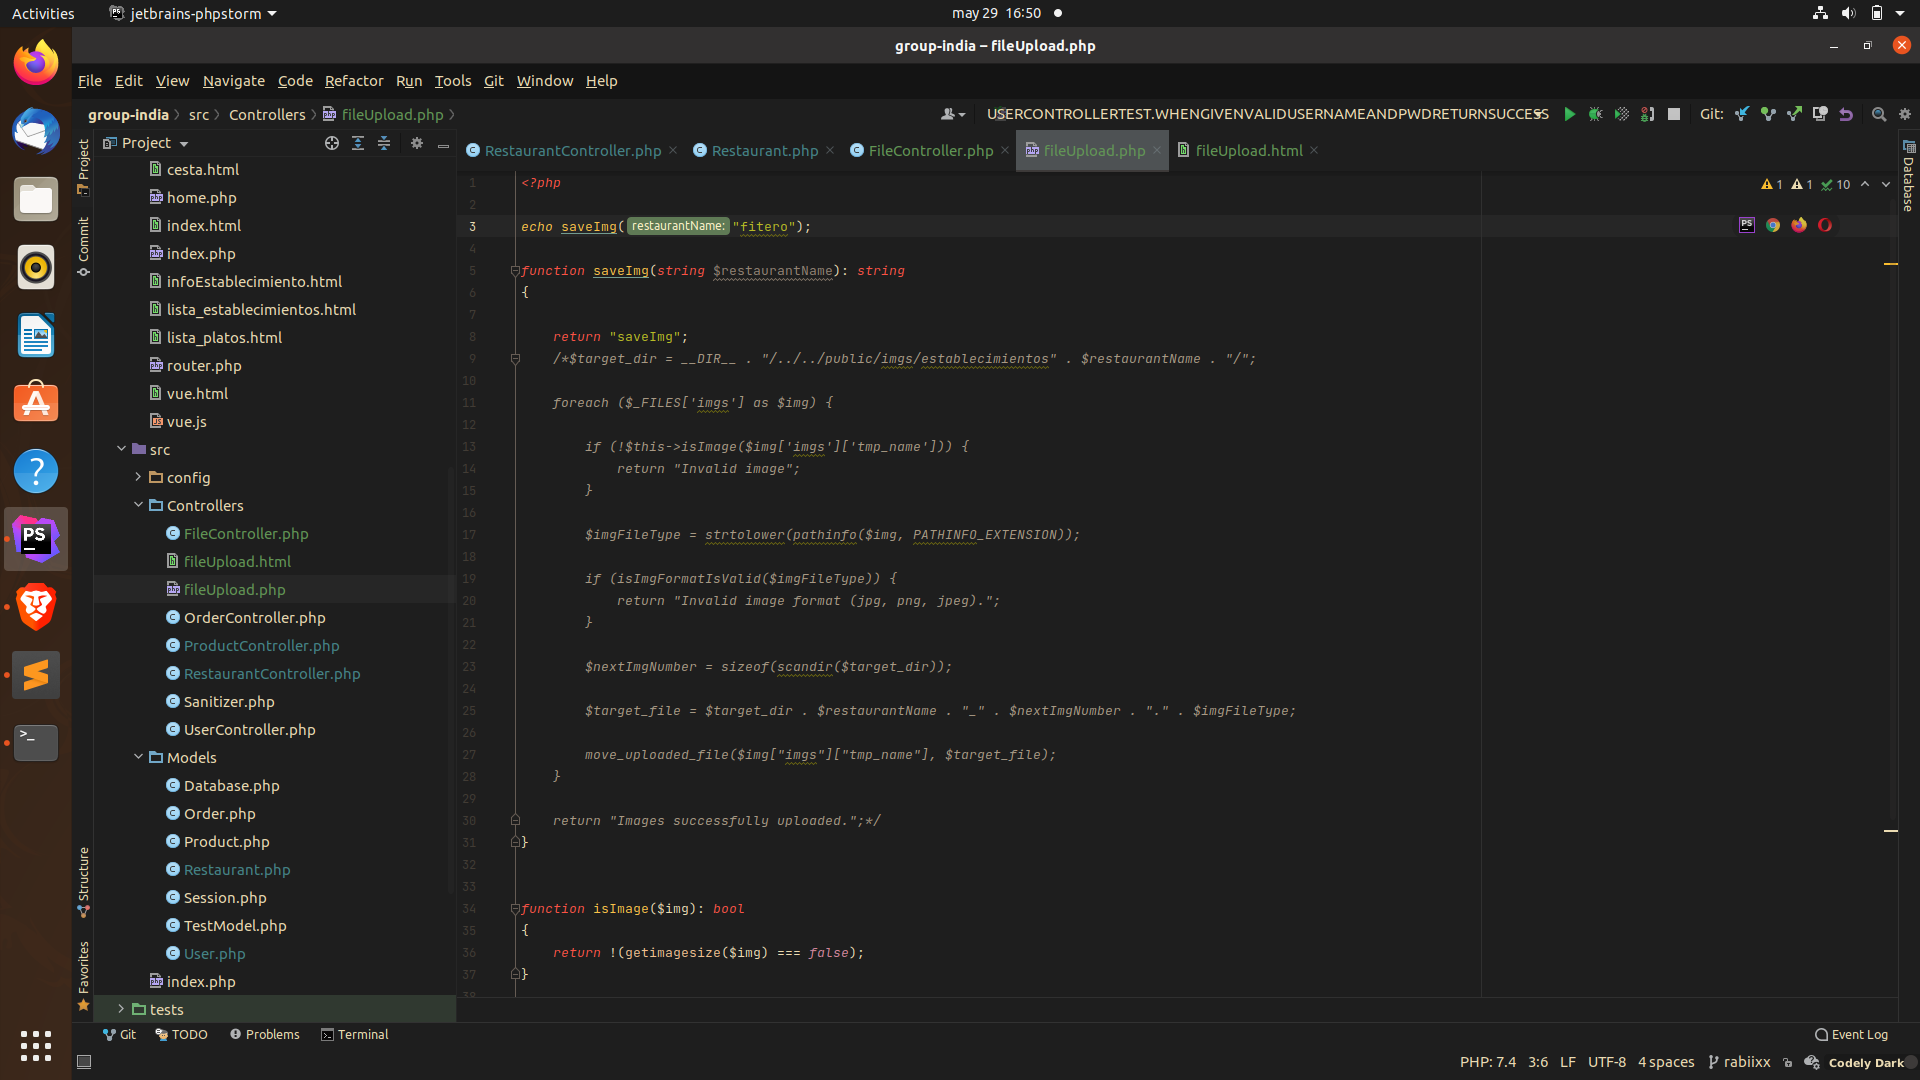 Activities
jetbrains-phpstorm
may 29 16:50
group-india – fileUpload.php
File Edit View Navigate Code Refactor Run Tools Git Window Help
group-india src Controllers fileUpload.php
USERCONTROLLERTEST.WHENGIVENVALIDUSERNAMEANDPWDRETURNSUCCESS
Git:
Project
RestaurantController.php
Restaurant.php
FileController.php
fileUpload.php
fileUpload.html
Project
Commit
Structure
Favorites
Database
cesta.html
home.php
index.html
index.php
infoEstablecimiento.html
lista_establecimientos.html
lista_platos.html
router.php
vue.html
vue.js
src
config
Controllers
FileController.php
fileUpload.html
fileUpload.php
OrderController.php
ProductController.php
RestaurantController.php
Sanitizer.php
UserController.php
Models
Database.php
Order.php
Product.php
Restaurant.php
Session.php
TestModel.php
User.php
index.php
tests
1 1 10
1 <?php
2
3 echo saveImg( restaurantName: "fitero");
4
5 function saveImg(string $restaurantName): string
6 {
7
8 return "saveImg";
9 /*$target_dir = __DIR__ . "/../../public/imgs/establecimientos" . $restaurantName . "/";
10
11 foreach ($_FILES['imgs'] as $img) {
12
13 if (!$this->isImage($img['imgs']['tmp_name'])) {
14 return "Invalid image";
15 }
16
17 $imgFileType = strtolower(pathinfo($img, PATHINFO_EXTENSION));
18
19 if (isImgFormatIsValid($imgFileType)) {
20 return "Invalid image format (jpg, png, jpeg).";
21 }
22
23 $nextImgNumber = sizeof(scandir($target_dir));
24
25 $target_file = $target_dir . $restaurantName . "_" . $nextImgNumber . "." . $imgFileType;
26
27 move_uploaded_file($img["imgs"]["tmp_name"], $target_file);
28 }
29
30 return "Images successfully uploaded.";*/
31 }
32
33
34 function isImage($img): bool
35 {
36 return !(getimagesize($img) === false);
37 }
38
Git TODO Problems Terminal
Event Log
PHP: 7.4 3:6 LF UTF-8 4 spaces rabiixx Codely Dark